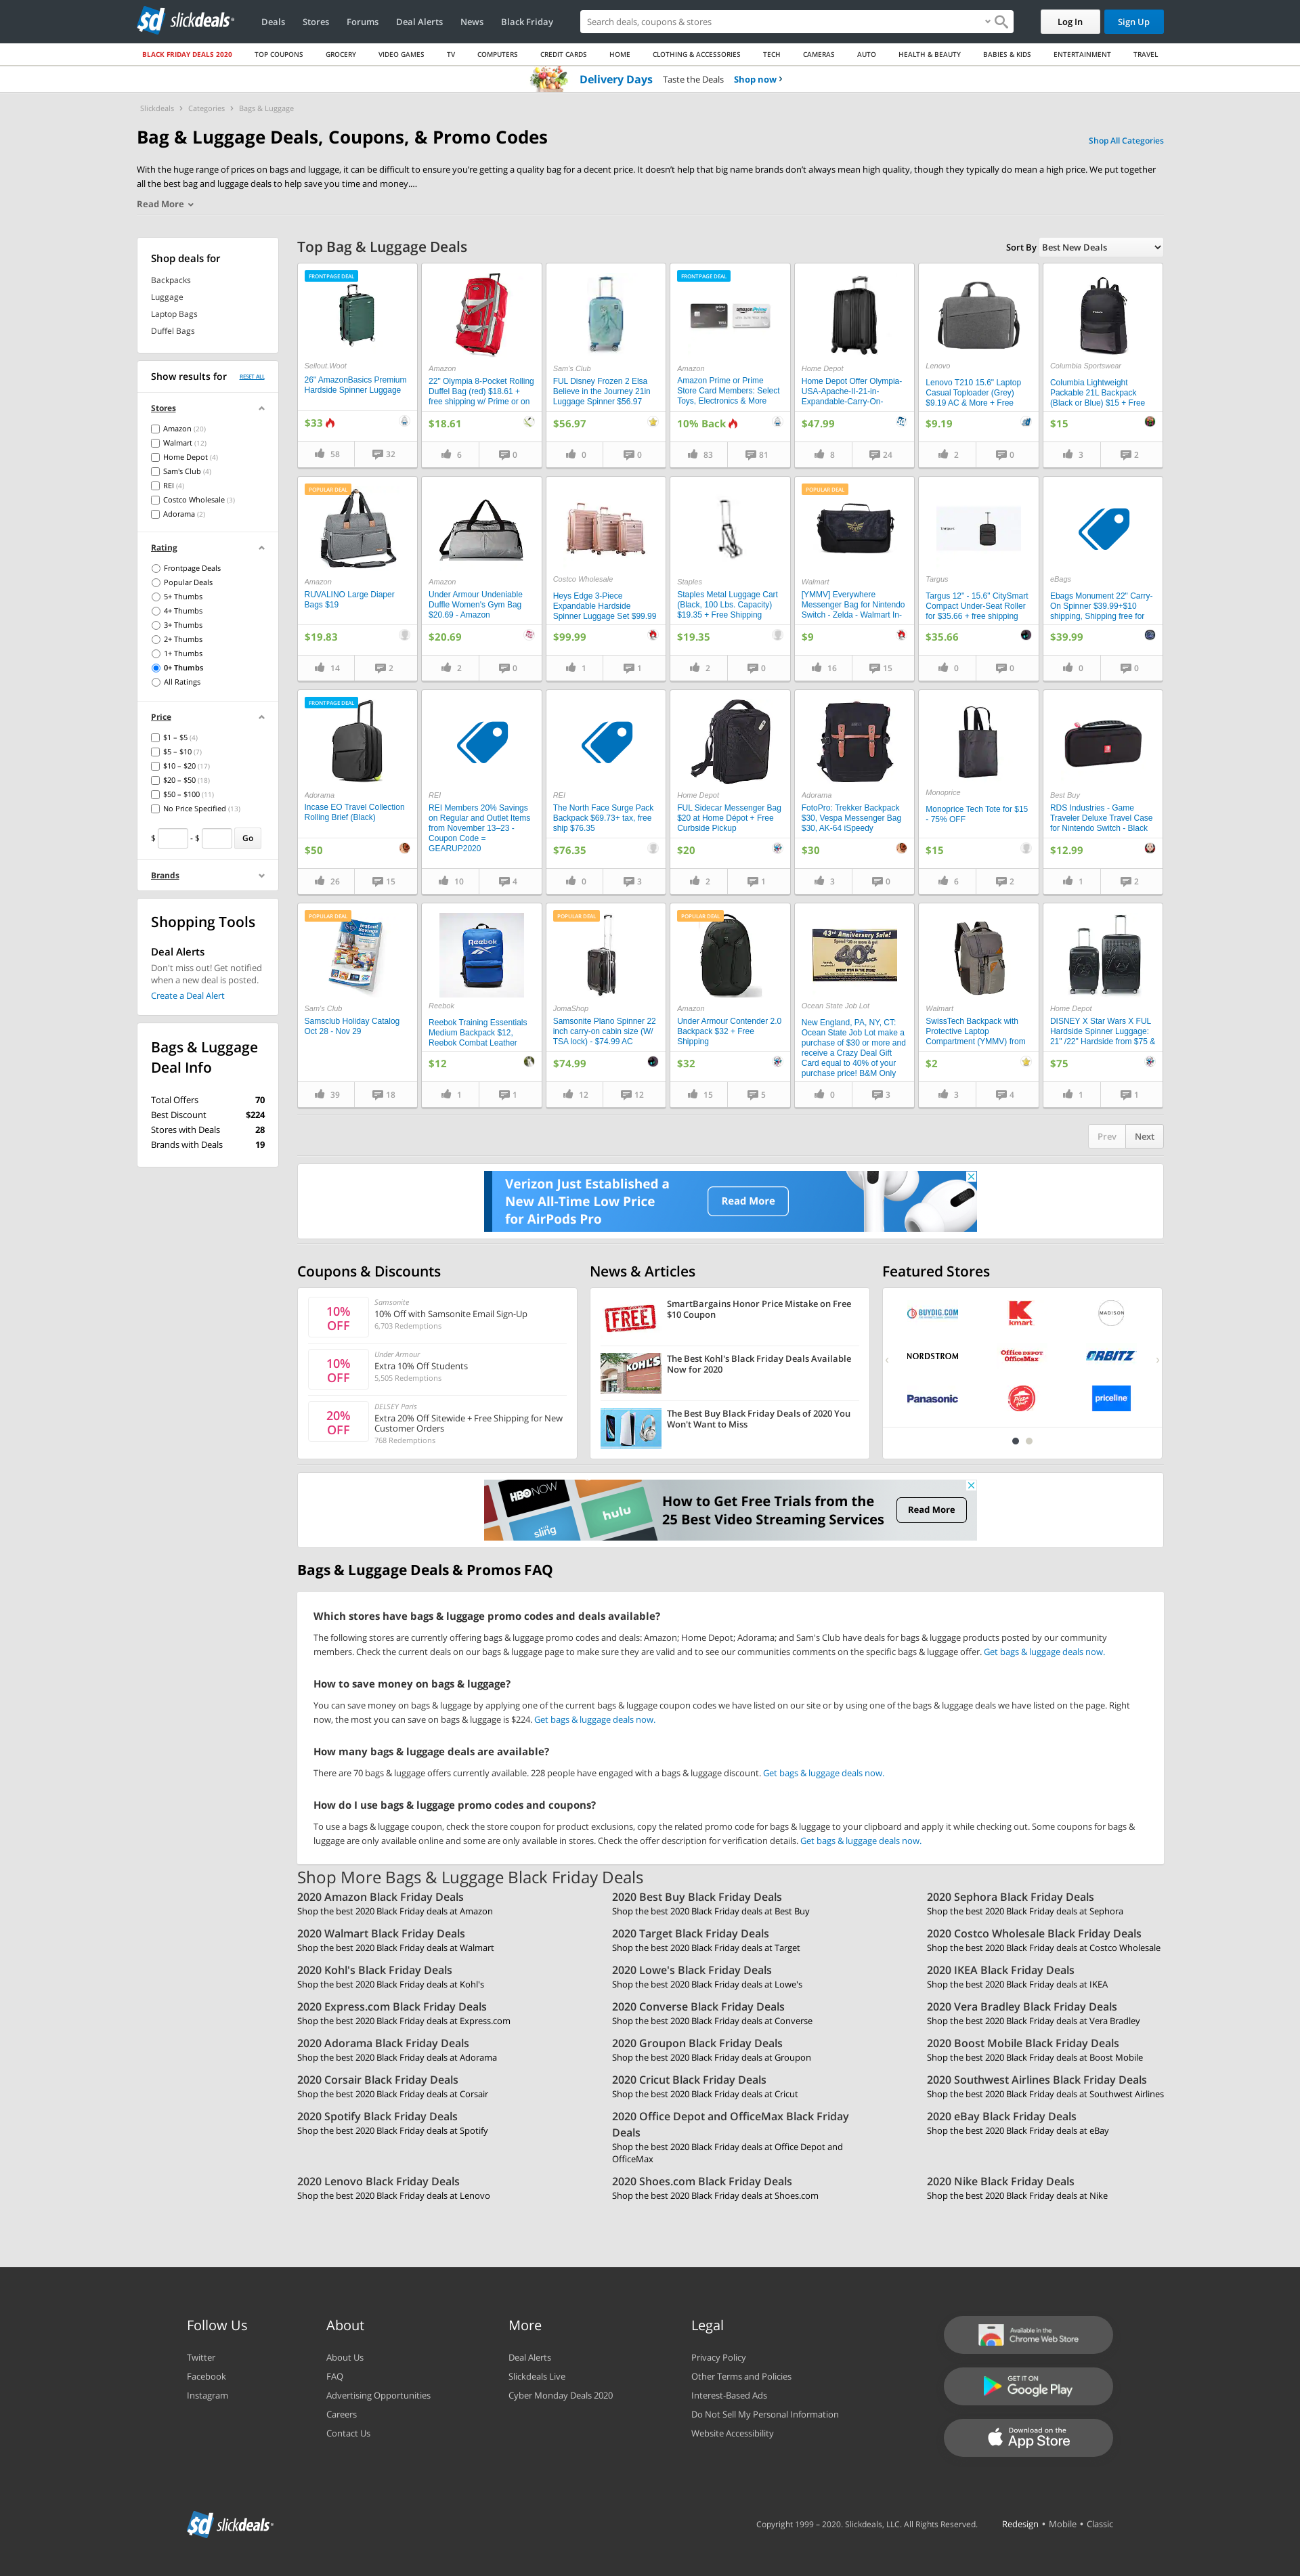 slickdeals
Deals Stores Forums Deal Alerts News Black Friday
Search deals, coupons & stores
Log In Sign Up
BLACK FRIDAY DEALS 2020 TOP COUPONS GROCERY VIDEO GAMES TV COMPUTERS CREDIT CARDS HOME CLOTHING & ACCESSORIES TECH CAMERAS AUTO HEALTH & BEAUTY BABIES & KIDS ENTERTAINMENT TRAVEL
Delivery Days Taste the Deals Shop now
Slickdeals Categories Bags & Luggage
Bag & Luggage Deals, Coupons, & Promo Codes
Shop All Categories
With the huge range of prices on bags and luggage, it can be difficult to ensure you're getting a quality bag for a decent price. It doesn't help that big name brands don't always mean high quality, though they typically do mean a high price. We put together
all the best bag and luggage deals to help save you time and money....
Read More
Shop deals for
Backpacks
Luggage
Laptop Bags
Duffel Bags
Show results for RESET ALL
Stores
Amazon (20)
Walmart (12)
Home Depot (4)
Sam's Club (4)
REI (4)
Costco Wholesale (3)
Adorama (2)
Rating
Frontpage Deals
Popular Deals
5+ Thumbs
4+ Thumbs
3+ Thumbs
2+ Thumbs
1+ Thumbs
0+ Thumbs
All Ratings
Price
$1 – $5 (4)
$5 – $10 (7)
$10 – $20 (17)
$20 – $50 (18)
$50 – $100 (11)
No Price Specified (13)
$ - $ Go
Brands
Shopping Tools
Deal Alerts
Don't miss out! Get notified
when a new deal is posted.
Create a Deal Alert
Bags & Luggage
Deal Info
Total Offers 70
Best Discount $224
Stores with Deals 28
Brands with Deals 19
Top Bag & Luggage Deals
Sort By Best New Deals
FRONTPAGE DEAL
Sellout.Woot
26" AmazonBasics Premium
Hardside Spinner Luggage
$33
58 32
Amazon
22" Olympia 8-Pocket Rolling
Duffel Bag (red) $18.61 +
free shipping w/ Prime or on
$18.61
6 0
Sam's Club
FUL Disney Frozen 2 Elsa
Believe in the Journey 21in
Luggage Spinner $56.97
$56.97
0 0
FRONTPAGE DEAL
Amazon
Amazon Prime or Prime
Store Card Members: Select
Toys, Electronics & More
10% Back
83 81
Home Depot
Home Depot Offer Olympia-
USA-Apache-II-21-in-
Expandable-Carry-On-
$47.99
8 24
Lenovo
Lenovo T210 15.6" Laptop
Casual Toploader (Grey)
$9.19 AC & More + Free
$9.19
2 0
Columbia Sportswear
Columbia Lightweight
Packable 21L Backpack
(Black or Blue) $15 + Free
$15
3 2
POPULAR DEAL
Amazon
RUVALINO Large Diaper
Bags $19
$19.83
14 2
Amazon
Under Armour Undeniable
Duffle Women's Gym Bag
$20.69 - Amazon
$20.69
2 0
Costco Wholesale
Heys Edge 3-Piece
Expandable Hardside
Spinner Luggage Set $99.99
$99.99
1 1
Staples
Staples Metal Luggage Cart
(Black, 100 Lbs. Capacity)
$19.35 + Free Shipping
$19.35
2 0
POPULAR DEAL
Walmart
[YMMV] Everywhere
Messenger Bag for Nintendo
Switch - Zelda - Walmart In-
$9
16 15
Targus
Targus 12" - 15.6" CitySmart
Compact Under-Seat Roller
for $35.66 + free shipping
$35.66
0 0
eBags
Ebags Monument 22" Carry-
On Spinner $39.99+$10
shipping, Shipping free for
$39.99
0 0
FRONTPAGE DEAL
Adorama
Incase EO Travel Collection
Rolling Brief (Black)
$50
26 15
REI
REI Members 20% Savings
on Regular and Outlet Items
from November 13–23 -
Coupon Code =
GEARUP2020
10 4
REI
The North Face Surge Pack
Backpack $69.73+ tax, free
ship $76.35
$76.35
0 3
Home Depot
FUL Sidecar Messenger Bag
$20 at Home Depot + Free
Curbside Pickup
$20
2 1
Adorama
FotoPro: Trekker Backpack
$30, Vespa Messenger Bag
$30, AK-64 iSpeedy
$30
3 0
Monoprice
Monoprice Tech Tote for $15
- 75% OFF
$15
6 2
Best Buy
RDS Industries - Game
Traveler Deluxe Travel Case
for Nintendo Switch - Black
$12.99
1 2
POPULAR DEAL
Sam's Club
Samsclub Holiday Catalog
Oct 28 - Nov 29
39 18
Reebok
Reebok
Reebok Training Essentials
Medium Backpack $12,
Reebok Combat Leather
$12
1 1
POPULAR DEAL
JomaShop
Samsonite Plano Spinner 22
inch carry-on cabin size (W/
TSA lock) - $74.99 AC
$74.99
12 12
POPULAR DEAL
Amazon
Under Armour Contender 2.0
Backpack $32 + Free
Shipping
$32
15 5
43rd Anniversary Sale!
40%
Ocean State Job Lot
New England, PA, NY, CT:
Ocean State Job Lot make a
purchase of $30 or more and
receive a Crazy Deal Gift
Card equal to 40% of your
purchase price! B&M Only
0 3
Walmart
SwissTech Backpack with
Protective Laptop
Compartment (YMMV) from
$2
3 4
Home Depot
DISNEY X Star Wars X FUL
Hardside Spinner Luggage:
21" /22" Hardside from $75 &
$75
1 1
Prev Next
Verizon Just Established a
New All-Time Low Price
for AirPods Pro
Read More
Coupons & Discounts
10% OFF
Samsonite
10% Off with Samsonite Email Sign-Up
6,703 Redemptions
10% OFF
Under Armour
Extra 10% Off Students
5,505 Redemptions
20% OFF
DELSEY Paris
Extra 20% Off Sitewide + Free Shipping for New
Customer Orders
768 Redemptions
News & Articles
FREE
SmartBargains Honor Price Mistake on Free
$10 Coupon
KOHL'S
The Best Kohl's Black Friday Deals Available
Now for 2020
The Best Buy Black Friday Deals of 2020 You
Won't Want to Miss
Featured Stores
BUYDIG.COM Kmart MADISON
NORDSTROM Office DEPOT OfficeMax ORBITZ
Panasonic Pizza Hut priceline
HBO NOW
hulu
sling
How to Get Free Trials from the
25 Best Video Streaming Services
Read More
Bags & Luggage Deals & Promos FAQ
Which stores have bags & luggage promo codes and deals available?
The following stores are currently offering bags & luggage promo codes and deals: Amazon; Home Depot; Adorama; and Sam's Club have deals for bags & luggage products posted by our community
members. Check the current deals on our bags & luggage page to make sure they are valid and to see our communities comments on the specific bags & luggage offer. Get bags & luggage deals now.
How to save money on bags & luggage?
You can save money on bags & luggage by applying one of the current bags & luggage coupon codes we have listed on our site or by using one of the bags & luggage deals we have listed on the page. Right
now, the most you can save on bags & luggage is $224. Get bags & luggage deals now.
How many bags & luggage deals are available?
There are 70 bags & luggage offers currently available. 228 people have engaged with a bags & luggage discount. Get bags & luggage deals now.
How do I use bags & luggage promo codes and coupons?
To use a bags & luggage coupon, check the store coupon for product exclusions, copy the related promo code for bags & luggage to your clipboard and apply it while checking out. Some coupons for bags &
luggage are only available online and some are only available in stores. Check the offer description for verification details. Get bags & luggage deals now.
Shop More Bags & Luggage Black Friday Deals
2020 Amazon Black Friday Deals
Shop the best 2020 Black Friday deals at Amazon
2020 Best Buy Black Friday Deals
Shop the best 2020 Black Friday deals at Best Buy
2020 Sephora Black Friday Deals
Shop the best 2020 Black Friday deals at Sephora
2020 Walmart Black Friday Deals
Shop the best 2020 Black Friday deals at Walmart
2020 Target Black Friday Deals
Shop the best 2020 Black Friday deals at Target
2020 Costco Wholesale Black Friday Deals
Shop the best 2020 Black Friday deals at Costco Wholesale
2020 Kohl's Black Friday Deals
Shop the best 2020 Black Friday deals at Kohl's
2020 Lowe's Black Friday Deals
Shop the best 2020 Black Friday deals at Lowe's
2020 IKEA Black Friday Deals
Shop the best 2020 Black Friday deals at IKEA
2020 Express.com Black Friday Deals
Shop the best 2020 Black Friday deals at Express.com
2020 Converse Black Friday Deals
Shop the best 2020 Black Friday deals at Converse
2020 Vera Bradley Black Friday Deals
Shop the best 2020 Black Friday deals at Vera Bradley
2020 Adorama Black Friday Deals
Shop the best 2020 Black Friday deals at Adorama
2020 Groupon Black Friday Deals
Shop the best 2020 Black Friday deals at Groupon
2020 Boost Mobile Black Friday Deals
Shop the best 2020 Black Friday deals at Boost Mobile
2020 Corsair Black Friday Deals
Shop the best 2020 Black Friday deals at Corsair
2020 Cricut Black Friday Deals
Shop the best 2020 Black Friday deals at Cricut
2020 Southwest Airlines Black Friday Deals
Shop the best 2020 Black Friday deals at Southwest Airlines
2020 Spotify Black Friday Deals
Shop the best 2020 Black Friday deals at Spotify
2020 Office Depot and OfficeMax Black Friday
Deals
Shop the best 2020 Black Friday deals at Office Depot and
OfficeMax
2020 eBay Black Friday Deals
Shop the best 2020 Black Friday deals at eBay
2020 Lenovo Black Friday Deals
Shop the best 2020 Black Friday deals at Lenovo
2020 Shoes.com Black Friday Deals
Shop the best 2020 Black Friday deals at Shoes.com
2020 Nike Black Friday Deals
Shop the best 2020 Black Friday deals at Nike
Follow Us
Twitter
Facebook
Instagram
About
About Us
FAQ
Advertising Opportunities
Careers
Contact Us
More
Deal Alerts
Slickdeals Live
Cyber Monday Deals 2020
Legal
Privacy Policy
Other Terms and Policies
Interest-Based Ads
Do Not Sell My Personal Information
Website Accessibility
Available in the
Chrome Web Store
GET IT ON
Google Play
Download on the
App Store
slickdeals
Copyright 1999 – 2020. Slickdeals, LLC. All Rights Reserved. Redesign • Mobile • Classic